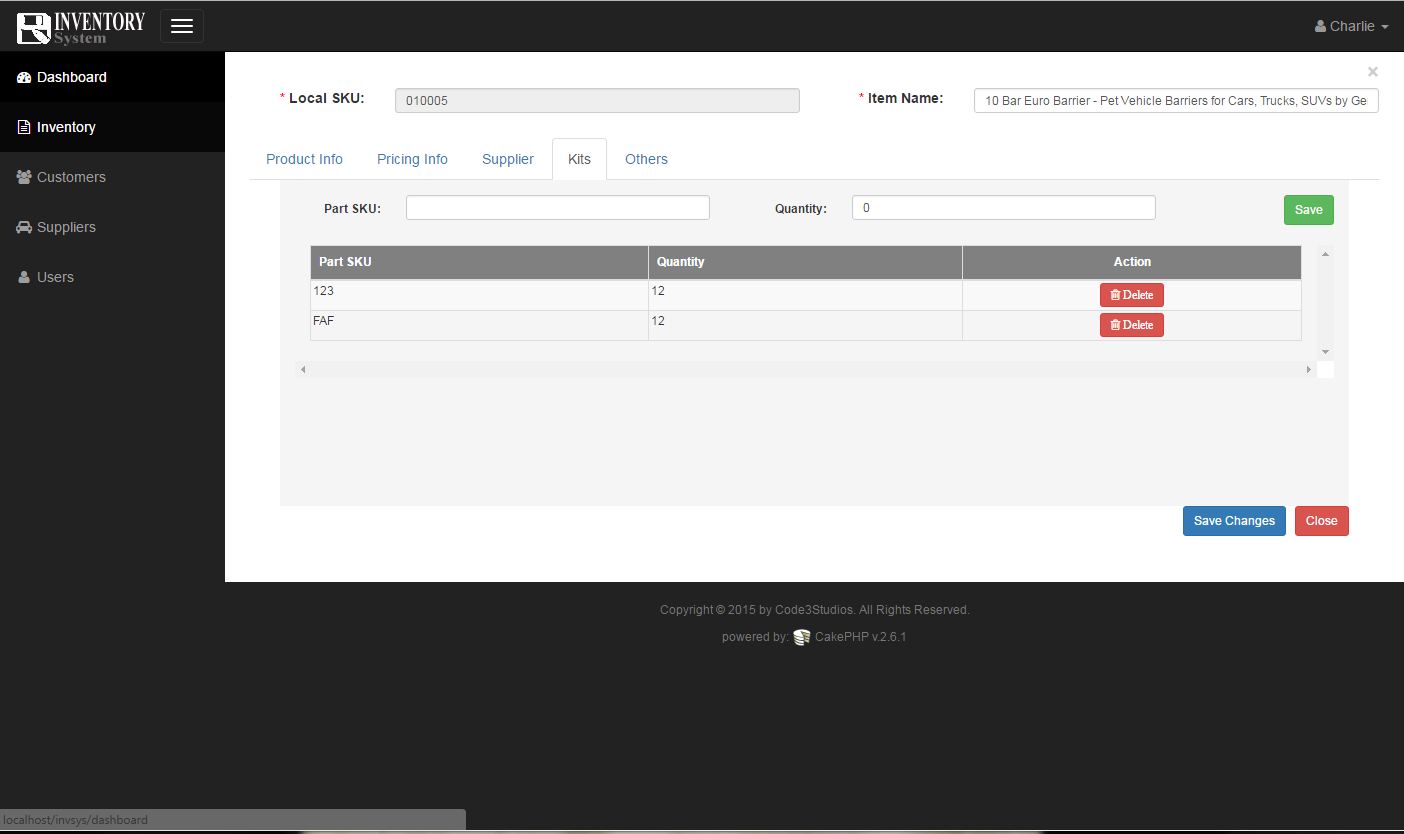 INVENTORY
System
Charlie
Dashboard
Inventory
Customers
Suppliers
Users
×
* Local SKU: 010005 * Item Name: 10 Bar Euro Barrier - Pet Vehicle Barriers for Cars, Trucks, SUVs by Ge
Product Info Pricing Info Supplier Kits Others
Part SKU: Quantity: 0 Save
Part SKU Quantity Action
123 12 Delete
FAF 12 Delete
Save Changes Close
Copyright © 2015 by Code3Studios. All Rights Reserved.
powered by: CakePHP v.2.6.1
localhost/invsys/dashboard